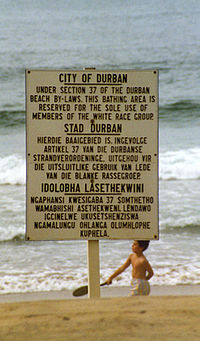 CITY OF DURBAN
UNDER SECTION 37 OF THE DURBAN
BEACH BY-LAWS, THIS BATHING AREA IS
RESERVED FOR THE SOLE USE OF
MEMBERS OF THE WHITE RACE GROUP
STAD DURBAN
HIERDIE BAAIGEBIED IS, INGEVOLGE
ARTIKEL 37 VAN DIE DURBANSE
STRANDVERORDENINGE, UITGEHOU VIR
DIE UITSLUITLIKE GEBRUIK VAN LEDE
VAN DIE BLANKE RASSEGROEP.
IDOLOBHA LASETHEKWINI
NGAPHANSI KWESIGABA 37 SOMTHETHO
WAMABHISHI ASETHEKWENI, LENDAWO
IGCINELWE UKUSETSHENZISWA
NGAMALUNGU OHLANGA OLUMHLOPHE
KUPHELA.